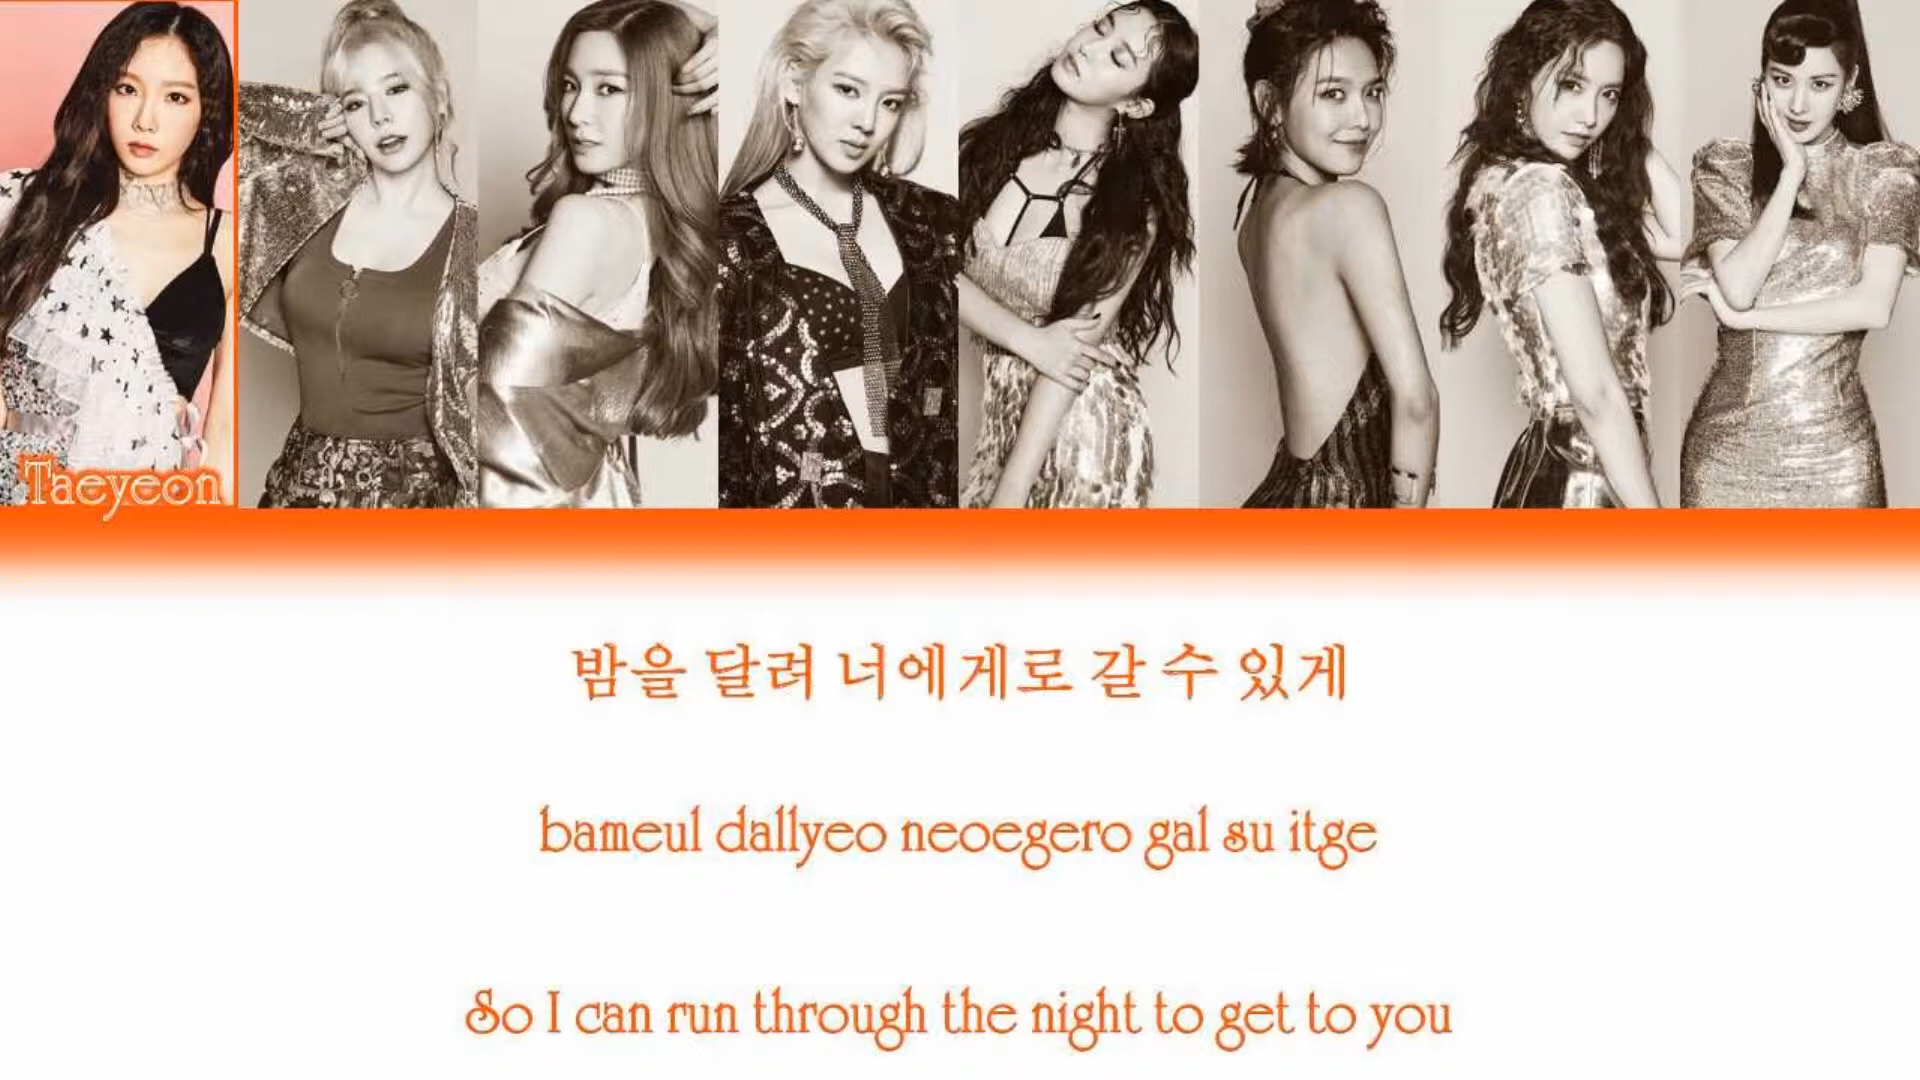 Taeyeon
밤을 달려 너에게로 갈 수 있게
bameul dallyeo neoegero gal su itge
So I can run through the night to get to you